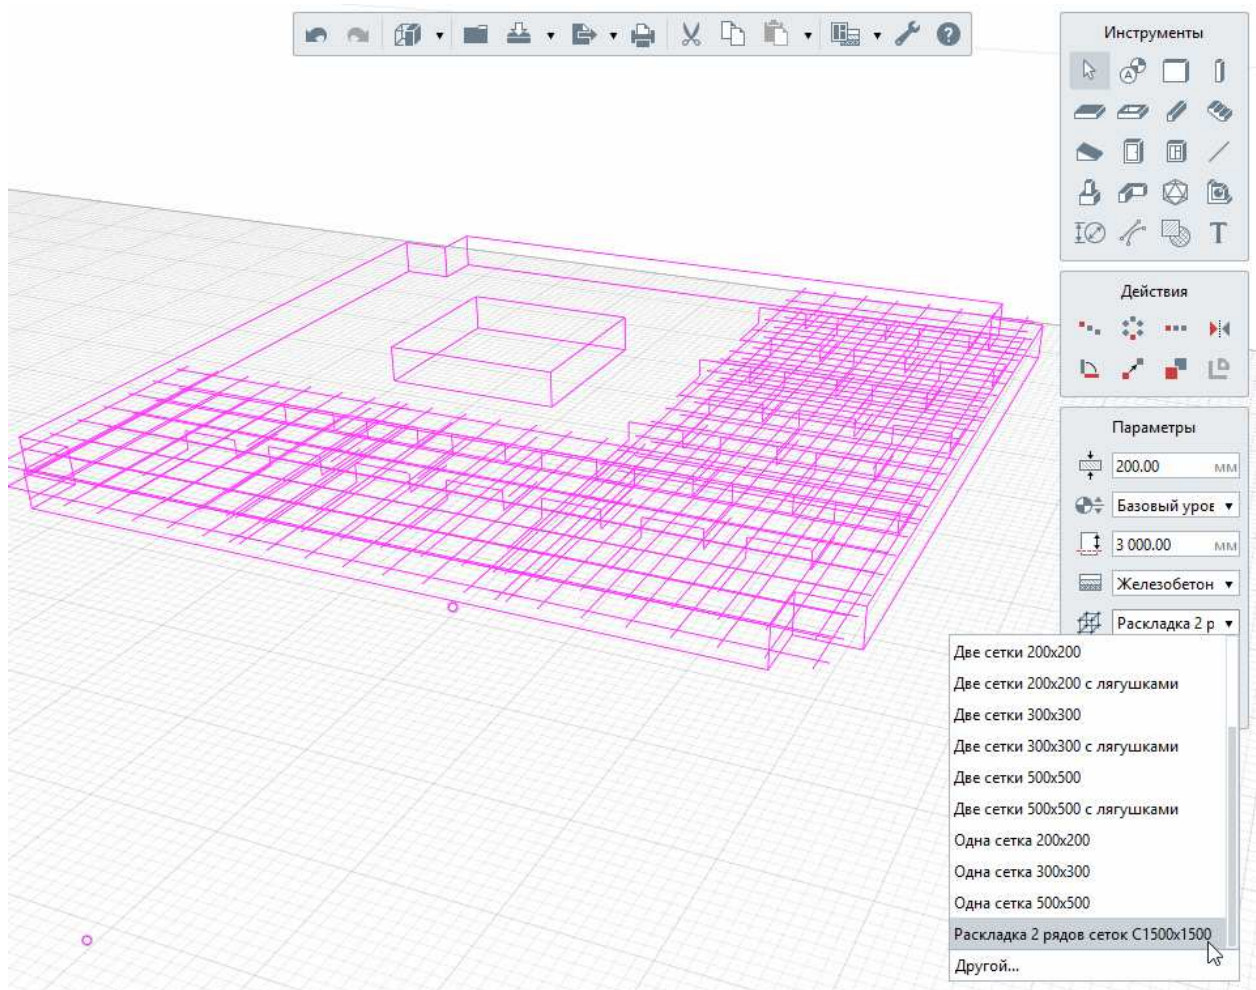 Инструменты
A
T
Действия
Параметры
200.00 мм
Базовый уров
3 000.00 мм
Железобетон
Раскладка 2 р
Две сетки 200x200
Две сетки 200x200 с лягушками
Две сетки 300x300
Две сетки 300x300 с лягушками
Две сетки 500x500
Две сетки 500x500 с лягушками
Одна сетка 200x200
Одна сетка 300x300
Одна сетка 500x500
Раскладка 2 рядов сеток С1500x1500
Другой...